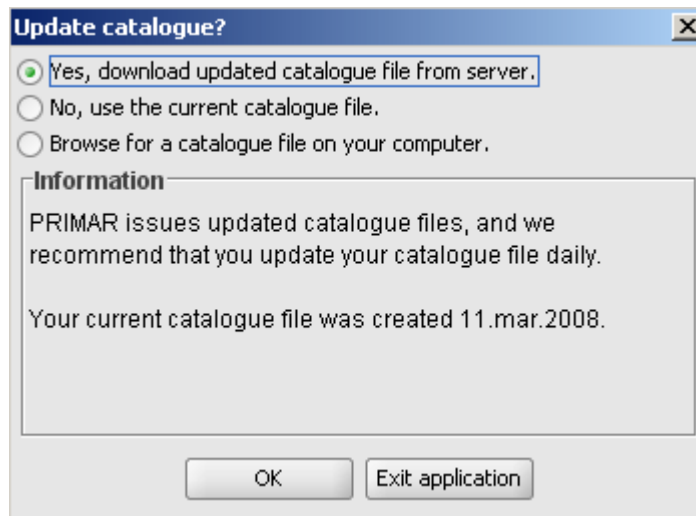 Update catalogue?
Yes, download updated catalogue file from server.
No, use the current catalogue file.
Browse for a catalogue file on your computer.
Information
PRIMAR issues updated catalogue files, and we
recommend that you update your catalogue file daily.
Your current catalogue file was created 11.mar.2008.
OK
Exit application